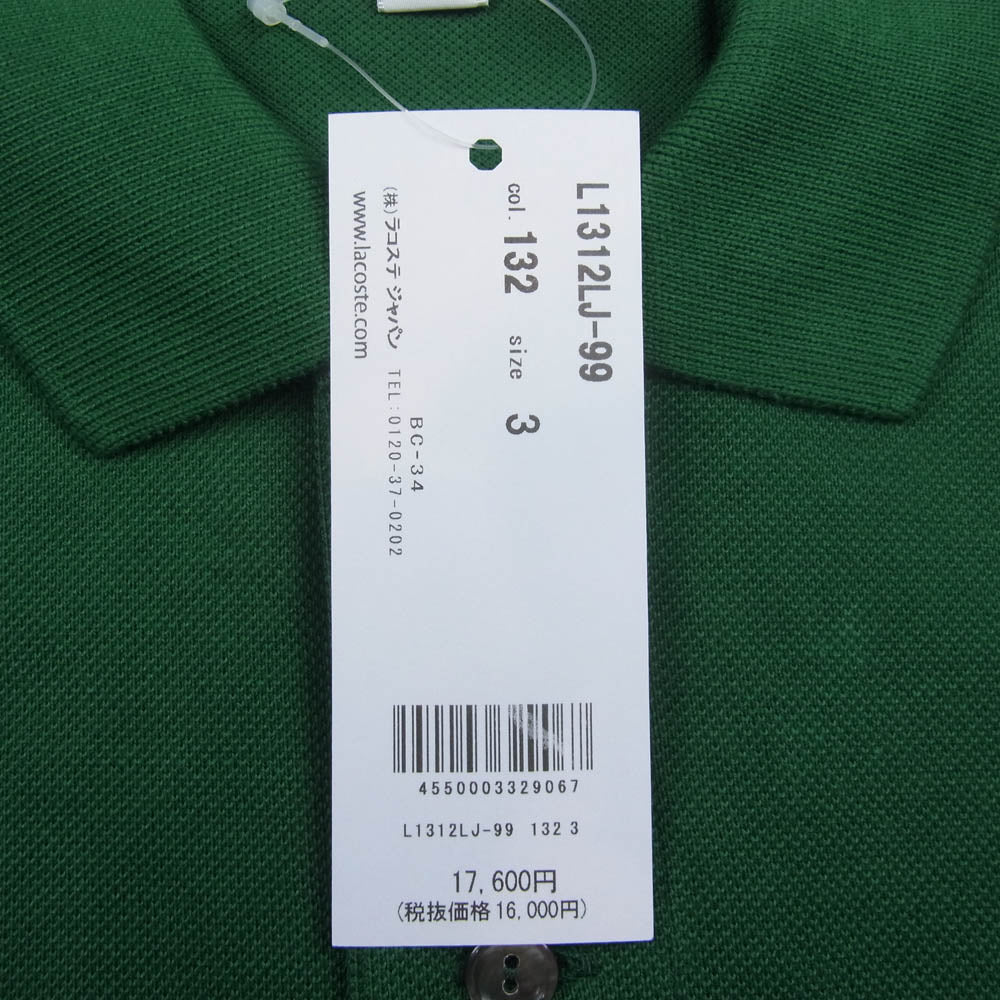 L1312LJ-99
col. 132 size 3
BC-34
(株)ラコステ ジャパン TEL:0120-37-0202
www.lacoste.com
4550003329067
L1312LJ-99 132 3
17,600円
(税抜価格16,000円)